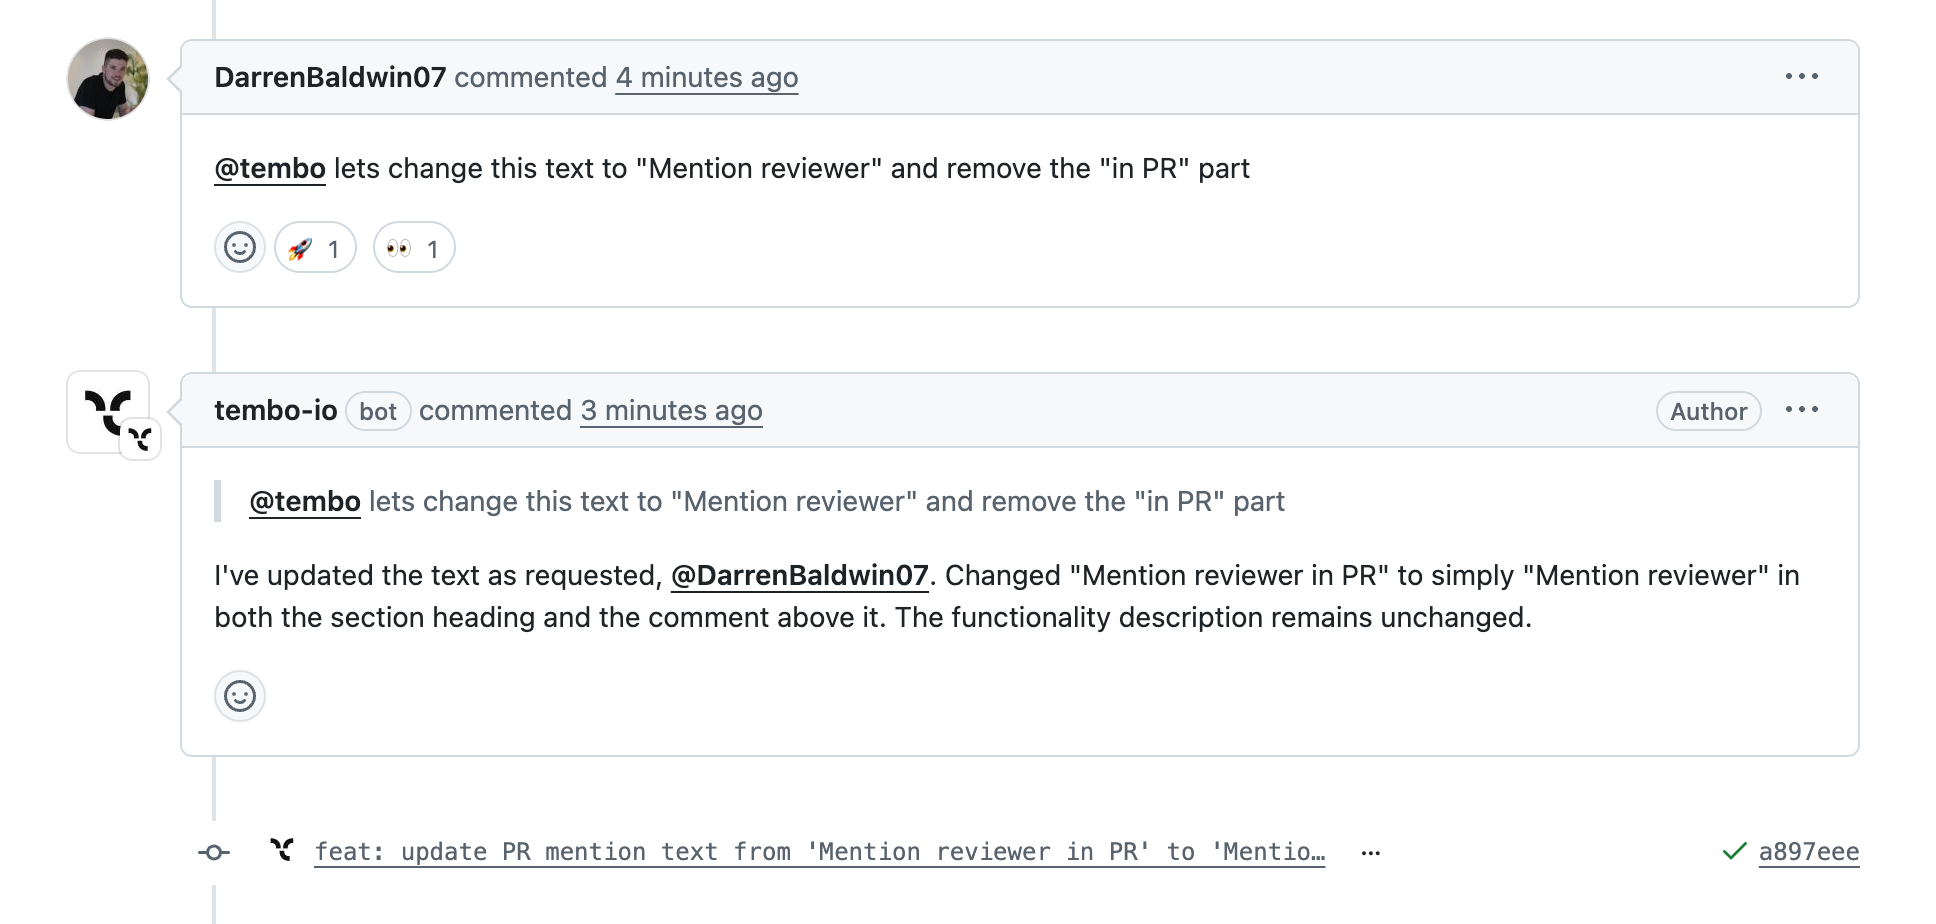 DarrenBaldwin07 commented 4 minutes ago
@tembo lets change this text to "Mention reviewer" and remove the "in PR" part
🚀 1 👀 1
tembo-io bot commented 3 minutes ago Author
@tembo lets change this text to "Mention reviewer" and remove the "in PR" part
I've updated the text as requested, @DarrenBaldwin07. Changed "Mention reviewer in PR" to simply "Mention reviewer" in
both the section heading and the comment above it. The functionality description remains unchanged.
feat: update PR mention text from 'Mention reviewer in PR' to 'Mentio… a897eee